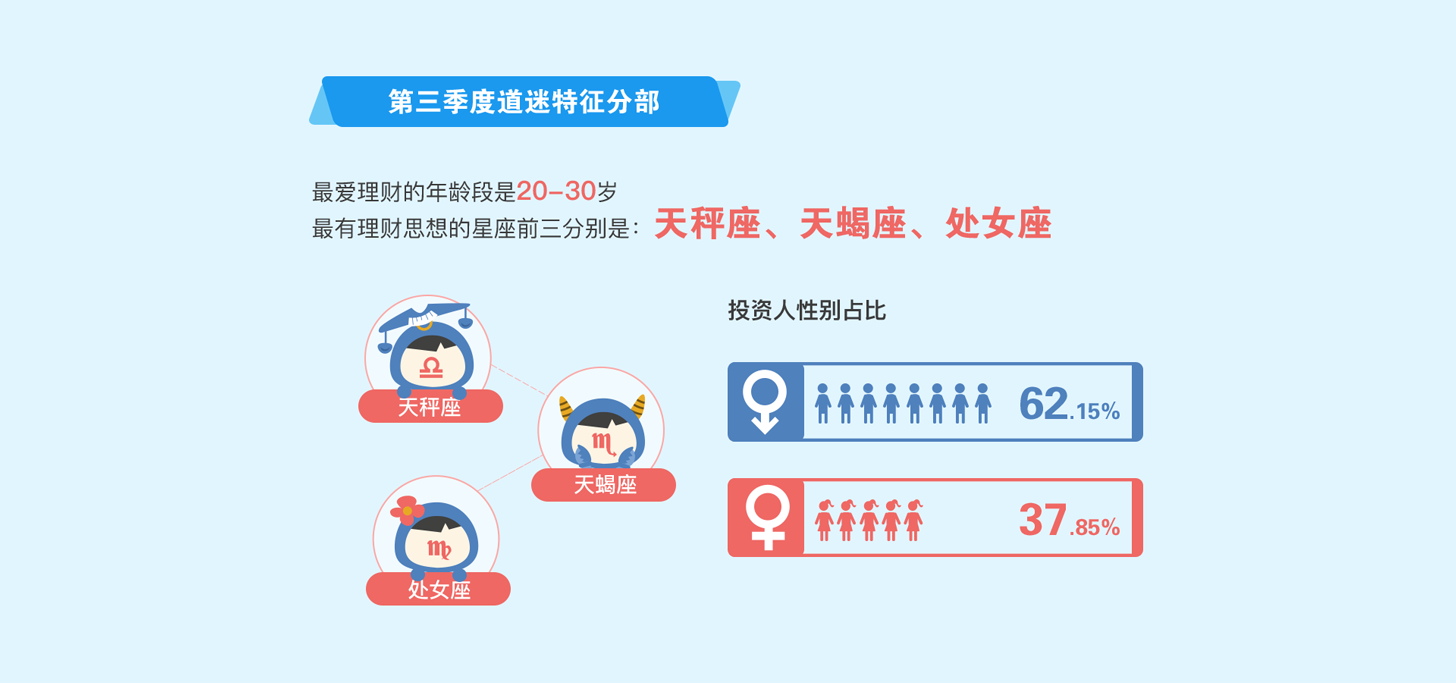 第三季度道迷特征分部
最爱理财的年龄段是20-30岁
最有理财思想的星座前三分别是：天秤座、天蝎座、处女座
投资人性别占比
天秤座
天蝎座
处女座
62.15%
37.85%